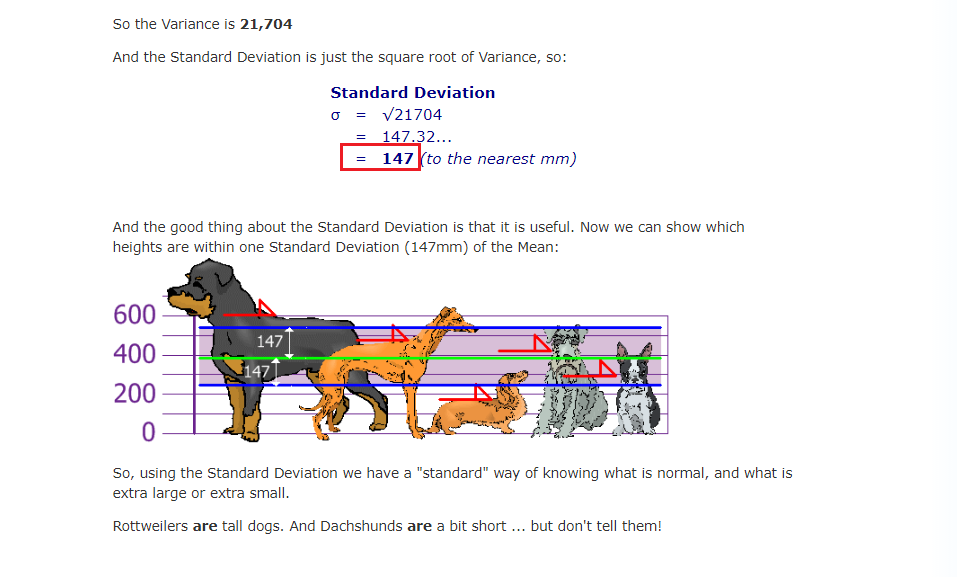 So the Variance is 21,704
And the Standard Deviation is just the square root of Variance, so:
Standard Deviation
σ = √21704
= 147.32...
= 147 (to the nearest mm)
And the good thing about the Standard Deviation is that it is useful. Now we can show which
heights are within one Standard Deviation (147mm) of the Mean:
600
147
400
147
200
0
So, using the Standard Deviation we have a "standard" way of knowing what is normal, and what is
extra large or extra small.
Rottweilers are tall dogs. And Dachshunds are a bit short ... but don't tell them!